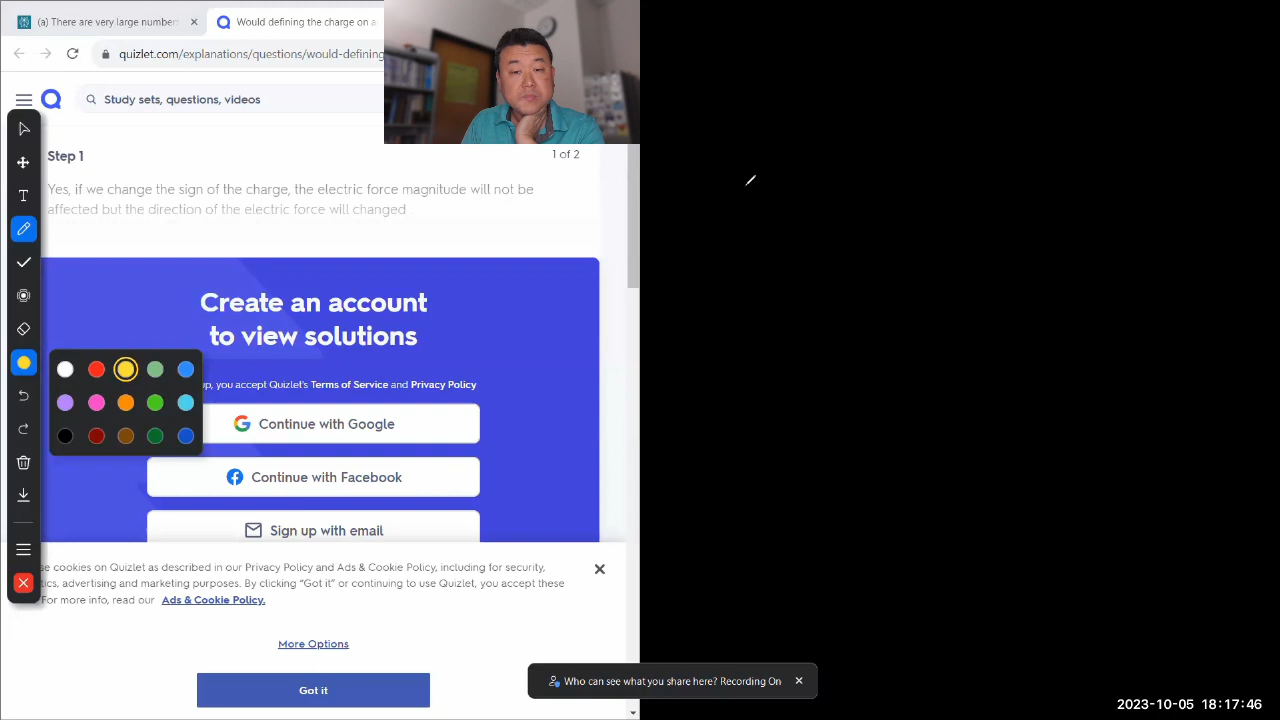 (a) There are very large number
Would defining the charge on a
quizlet.com/explanations/questions/would-defining
Study sets, questions, videos
Step 1
1 of 2
Yes, if we change the sign of the charge, the electric force magnitude will not be
affected but the direction of the electric force will changed .
Create an account
to view solutions
up, you accept Quizlet's Terms of Service and Privacy Policy
Continue with Google
Continue with Facebook
Sign up with email
se cookies on Quizlet as described in our Privacy Policy and Ads & Cookie Policy, including for security,
tics, advertising and marketing purposes. By clicking “Got it” or continuing to use Quizlet, you accept these
For more info, read our Ads & Cookie Policy.
More Options
Got it
Who can see what you share here? Recording On
2023-10-05 18:17:46